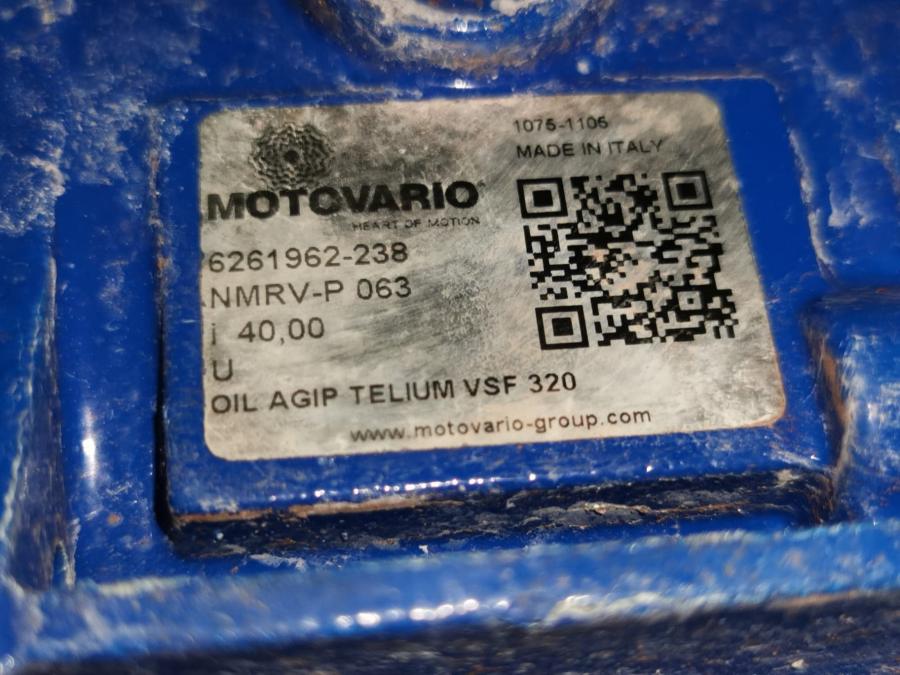 MOTOVARIO
HEART OF MOTION
1075-1106
MADE IN ITALY
6261962-238
NMRV-P 063
i 40,00
U
OIL AGIP TELIUM VSF 320
www.motovario-group.com